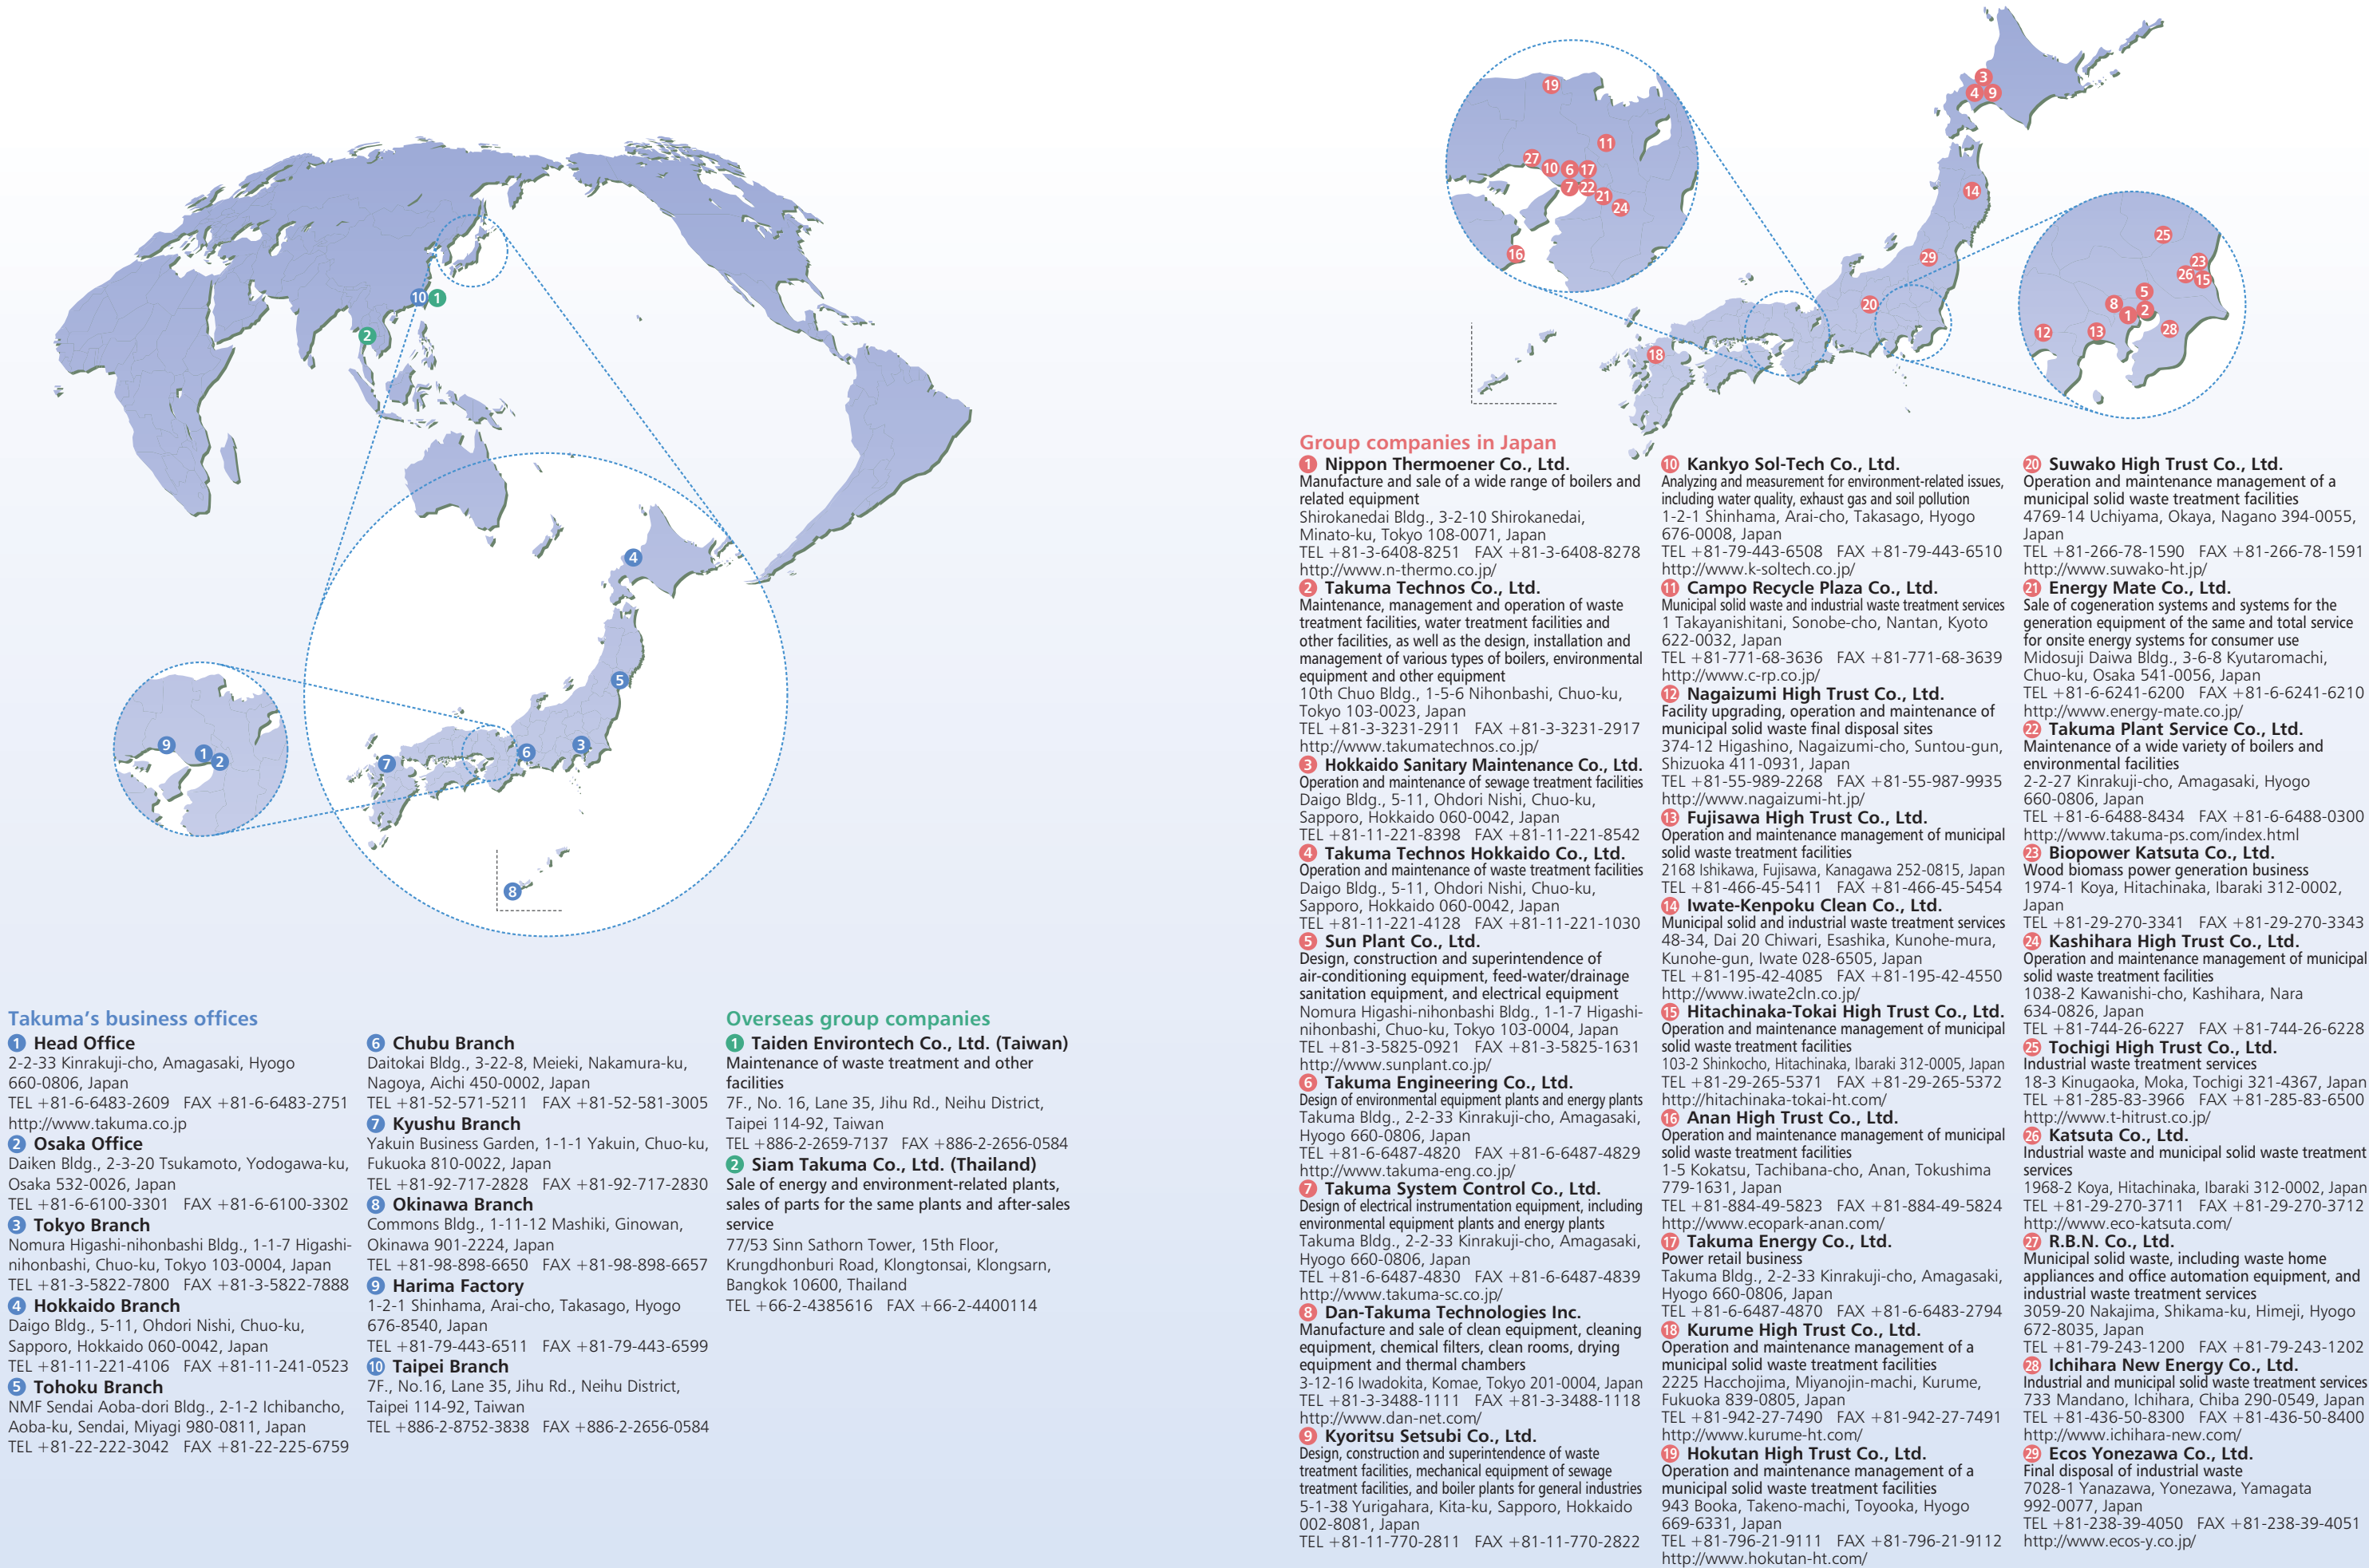 Takuma's business offices
1 Head Office
2-2-33 Kinrakuji-cho, Amagasaki, Hyogo
660-0806, Japan
TEL +81-6-6483-2609 FAX +81-6-6483-2751
http://www.takuma.co.jp
2 Osaka Office
Daiken Bldg., 2-3-20 Tsukamoto, Yodogawa-ku,
Osaka 532-0026, Japan
TEL +81-6-6100-3301 FAX +81-6-6100-3302
3 Tokyo Branch
Nomura Higashi-nihonbashi Bldg., 1-1-7 Higashi-
nihonbashi, Chuo-ku, Tokyo 103-0004, Japan
TEL +81-3-5822-7800 FAX +81-3-5822-7888
4 Hokkaido Branch
Daigo Bldg., 5-11, Ohdori Nishi, Chuo-ku,
Sapporo, Hokkaido 060-0042, Japan
TEL +81-11-221-4106 FAX +81-11-241-0523
5 Tohoku Branch
NMF Sendai Aoba-dori Bldg., 2-1-2 Ichibancho,
Aoba-ku, Sendai, Miyagi 980-0811, Japan
TEL +81-22-222-3042 FAX +81-22-225-6759
6 Chubu Branch
Daitokai Bldg., 3-22-8, Meieki, Nakamura-ku,
Nagoya, Aichi 450-0002, Japan
TEL +81-52-571-5211 FAX +81-52-581-3005
7 Kyushu Branch
Yakuin Business Garden, 1-1-1 Yakuin, Chuo-ku,
Fukuoka 810-0022, Japan
TEL +81-92-717-2828 FAX +81-92-717-2830
8 Okinawa Branch
Commons Bldg., 1-11-12 Mashiki, Ginowan,
Okinawa 901-2224, Japan
TEL +81-98-898-6650 FAX +81-98-898-6657
9 Harima Factory
1-2-1 Shinhama, Arai-cho, Takasago, Hyogo
676-8540, Japan
TEL +81-79-443-6511 FAX +81-79-443-6599
10 Taipei Branch
7F., No.16, Lane 35, Jihu Rd., Neihu District,
Taipei 114-92, Taiwan
TEL +886-2-8752-3838 FAX +886-2-2656-0584
Overseas group companies
1 Taiden Environtech Co., Ltd. (Taiwan)
Maintenance of waste treatment and other
facilities
7F., No. 16, Lane 35, Jihu Rd., Neihu District,
Taipei 114-92, Taiwan
TEL +886-2-2659-7137 FAX +886-2-2656-0584
2 Siam Takuma Co., Ltd. (Thailand)
Sale of energy and environment-related plants,
sales of parts for the same plants and after-sales
service
77/53 Sinn Sathorn Tower, 15th Floor,
Krungdhonburi Road, Klongtonsai, Klongsarn,
Bangkok 10600, Thailand
TEL +66-2-4385616 FAX +66-2-4400114
Group companies in Japan
1 Nippon Thermoener Co., Ltd.
Manufacture and sale of a wide range of boilers and
related equipment
Shirokanedai Bldg., 3-2-10 Shirokanedai,
Minato-ku, Tokyo 108-0071, Japan
TEL +81-3-6408-8251 FAX +81-3-6408-8278
http://www.n-thermo.co.jp/
2 Takuma Technos Co., Ltd.
Maintenance, management and operation of waste
treatment facilities, water treatment facilities and
other facilities, as well as the design, installation and
management of various types of boilers, environmental
equipment and other equipment
10th Chuo Bldg., 1-5-6 Nihonbashi, Chuo-ku,
Tokyo 103-0023, Japan
TEL +81-3-3231-2911 FAX +81-3-3231-2917
http://www.takumatechnos.co.jp/
3 Hokkaido Sanitary Maintenance Co., Ltd.
Operation and maintenance of sewage treatment facilities
Daigo Bldg., 5-11, Ohdori Nishi, Chuo-ku,
Sapporo, Hokkaido 060-0042, Japan
TEL +81-11-221-8398 FAX +81-11-221-8542
4 Takuma Technos Hokkaido Co., Ltd.
Operation and maintenance of waste treatment facilities
Daigo Bldg., 5-11, Ohdori Nishi, Chuo-ku,
Sapporo, Hokkaido 060-0042, Japan
TEL +81-11-221-4128 FAX +81-11-221-1030
5 Sun Plant Co., Ltd.
Design, construction and superintendence of
air-conditioning equipment, feed-water/drainage
sanitation equipment, and electrical equipment
Nomura Higashi-nihonbashi Bldg., 1-1-7 Higashi-
nihonbashi, Chuo-ku, Tokyo 103-0004, Japan
TEL +81-3-5825-0921 FAX +81-3-5825-1631
http://www.sunplant.co.jp/
6 Takuma Engineering Co., Ltd.
Design of environmental equipment plants and energy plants
Takuma Bldg., 2-2-33 Kinrakuji-cho, Amagasaki,
Hyogo 660-0806, Japan
TEL +81-6-6487-4820 FAX +81-6-6487-4829
http://www.takuma-eng.co.jp/
7 Takuma System Control Co., Ltd.
Design of electrical instrumentation equipment, including
environmental equipment plants and energy plants
Takuma Bldg., 2-2-33 Kinrakuji-cho, Amagasaki,
Hyogo 660-0806, Japan
TEL +81-6-6487-4830 FAX +81-6-6487-4839
http://www.takuma-sc.co.jp/
8 Dan-Takuma Technologies Inc.
Manufacture and sale of clean equipment, cleaning
equipment, chemical filters, clean rooms, drying
equipment and thermal chambers
3-12-16 Iwadokita, Komae, Tokyo 201-0004, Japan
TEL +81-3-3488-1111 FAX +81-3-3488-1118
http://www.dan-net.com/
9 Kyoritsu Setsubi Co., Ltd.
Design, construction and superintendence of waste
treatment facilities, mechanical equipment of sewage
treatment facilities, and boiler plants for general industries
5-1-38 Yurigahara, Kita-ku, Sapporo, Hokkaido
002-8081, Japan
TEL +81-11-770-2811 FAX +81-11-770-2822
10 Kankyo Sol-Tech Co., Ltd.
Analyzing and measurement for environment-related issues,
including water quality, exhaust gas and soil pollution
1-2-1 Shinhama, Arai-cho, Takasago, Hyogo
676-0008, Japan
TEL +81-79-443-6508 FAX +81-79-443-6510
http://www.k-soltech.co.jp/
11 Campo Recycle Plaza Co., Ltd.
Municipal solid waste and industrial waste treatment services
1 Takayanishitani, Sonobe-cho, Nantan, Kyoto
622-0032, Japan
TEL +81-771-68-3636 FAX +81-771-68-3639
http://www.c-rp.co.jp/
12 Nagaizumi High Trust Co., Ltd.
Facility upgrading, operation and maintenance of
municipal solid waste final disposal sites
374-12 Higashino, Nagaizumi-cho, Suntou-gun,
Shizuoka 411-0931, Japan
TEL +81-55-989-2268 FAX +81-55-987-9935
http://www.nagaizumi-ht.jp/
13 Fujisawa High Trust Co., Ltd.
Operation and maintenance management of municipal
solid waste treatment facilities
2168 Ishikawa, Fujisawa, Kanagawa 252-0815, Japan
TEL +81-466-45-5411 FAX +81-466-45-5454
14 Iwate-Kenpoku Clean Co., Ltd.
Municipal solid and industrial waste treatment services
48-34, Dai 20 Chiwari, Esashika, Kunohe-mura,
Kunohe-gun, Iwate 028-6505, Japan
TEL +81-195-42-4085 FAX +81-195-42-4550
http://www.iwate2cln.co.jp/
15 Hitachinaka-Tokai High Trust Co., Ltd.
Operation and maintenance management of municipal
solid waste treatment facilities
103-2 Shinkocho, Hitachinaka, Ibaraki 312-0005, Japan
TEL +81-29-265-5371 FAX +81-29-265-5372
http://hitachinaka-tokai-ht.com/
16 Anan High Trust Co., Ltd.
Operation and maintenance management of municipal
solid waste treatment facilities
1-5 Kokatsu, Tachibana-cho, Anan, Tokushima
779-1631, Japan
TEL +81-884-49-5823 FAX +81-884-49-5824
http://www.ecopark-anan.com/
17 Takuma Energy Co., Ltd.
Power retail business
Takuma Bldg., 2-2-33 Kinrakuji-cho, Amagasaki,
Hyogo 660-0806, Japan
TEL +81-6-6487-4870 FAX +81-6-6483-2794
18 Kurume High Trust Co., Ltd.
Operation and maintenance management of a
municipal solid waste treatment facilities
2225 Hacchojima, Miyanojin-machi, Kurume,
Fukuoka 839-0805, Japan
TEL +81-942-27-7490 FAX +81-942-27-7491
http://www.kurume-ht.com/
19 Hokutan High Trust Co., Ltd.
Operation and maintenance management of a
municipal solid waste treatment facilities
943 Booka, Takeno-machi, Toyooka, Hyogo
669-6331, Japan
TEL +81-796-21-9111 FAX +81-796-21-9112
http://www.hokutan-ht.com/
20 Suwako High Trust Co., Ltd.
Operation and maintenance management of a
municipal solid waste treatment facilities
4769-14 Uchiyama, Okaya, Nagano 394-0055,
Japan
TEL +81-266-78-1590 FAX +81-266-78-1591
http://www.suwako-ht.jp/
21 Energy Mate Co., Ltd.
Sale of cogeneration systems and systems for the
generation equipment of the same and total service
for onsite energy systems for consumer use
Midosuji Daiwa Bldg., 3-6-8 Kyutaromachi,
Chuo-ku, Osaka 541-0056, Japan
TEL +81-6-6241-6200 FAX +81-6-6241-6210
http://www.energy-mate.co.jp/
22 Takuma Plant Service Co., Ltd.
Maintenance of a wide variety of boilers and
environmental facilities
2-2-27 Kinrakuji-cho, Amagasaki, Hyogo
660-0806, Japan
TEL +81-6-6488-8434 FAX +81-6-6488-0300
http://www.takuma-ps.com/index.html
23 Biopower Katsuta Co., Ltd.
Wood biomass power generation business
1974-1 Koya, Hitachinaka, Ibaraki 312-0002,
Japan
TEL +81-29-270-3341 FAX +81-29-270-3343
24 Kashihara High Trust Co., Ltd.
Operation and maintenance management of municipal
solid waste treatment facilities
1038-2 Kawanishi-cho, Kashihara, Nara
634-0826, Japan
TEL +81-744-26-6227 FAX +81-744-26-6228
25 Tochigi High Trust Co., Ltd.
Industrial waste treatment services
18-3 Kinugaoka, Moka, Tochigi 321-4367, Japan
TEL +81-285-83-3966 FAX +81-285-83-6500
http://www.t-hitrust.co.jp/
26 Katsuta Co., Ltd.
Industrial waste and municipal solid waste treatment
services
1968-2 Koya, Hitachinaka, Ibaraki 312-0002, Japan
TEL +81-29-270-3711 FAX +81-29-270-3712
http://www.eco-katsuta.com/
27 R.B.N. Co., Ltd.
Municipal solid waste, including waste home
appliances and office automation equipment, and
industrial waste treatment services
3059-20 Nakajima, Shikama-ku, Himeji, Hyogo
672-8035, Japan
TEL +81-79-243-1200 FAX +81-79-243-1202
28 Ichihara New Energy Co., Ltd.
Industrial and municipal solid waste treatment services
733 Mandano, Ichihara, Chiba 290-0549, Japan
TEL +81-436-50-8300 FAX +81-436-50-8400
http://www.ichihara-new.com/
29 Ecos Yonezawa Co., Ltd.
Final disposal of industrial waste
7028-1 Yanazawa, Yonezawa, Yamagata
992-0077, Japan
TEL +81-238-39-4050 FAX +81-238-39-4051
http://www.ecos-y.co.jp/